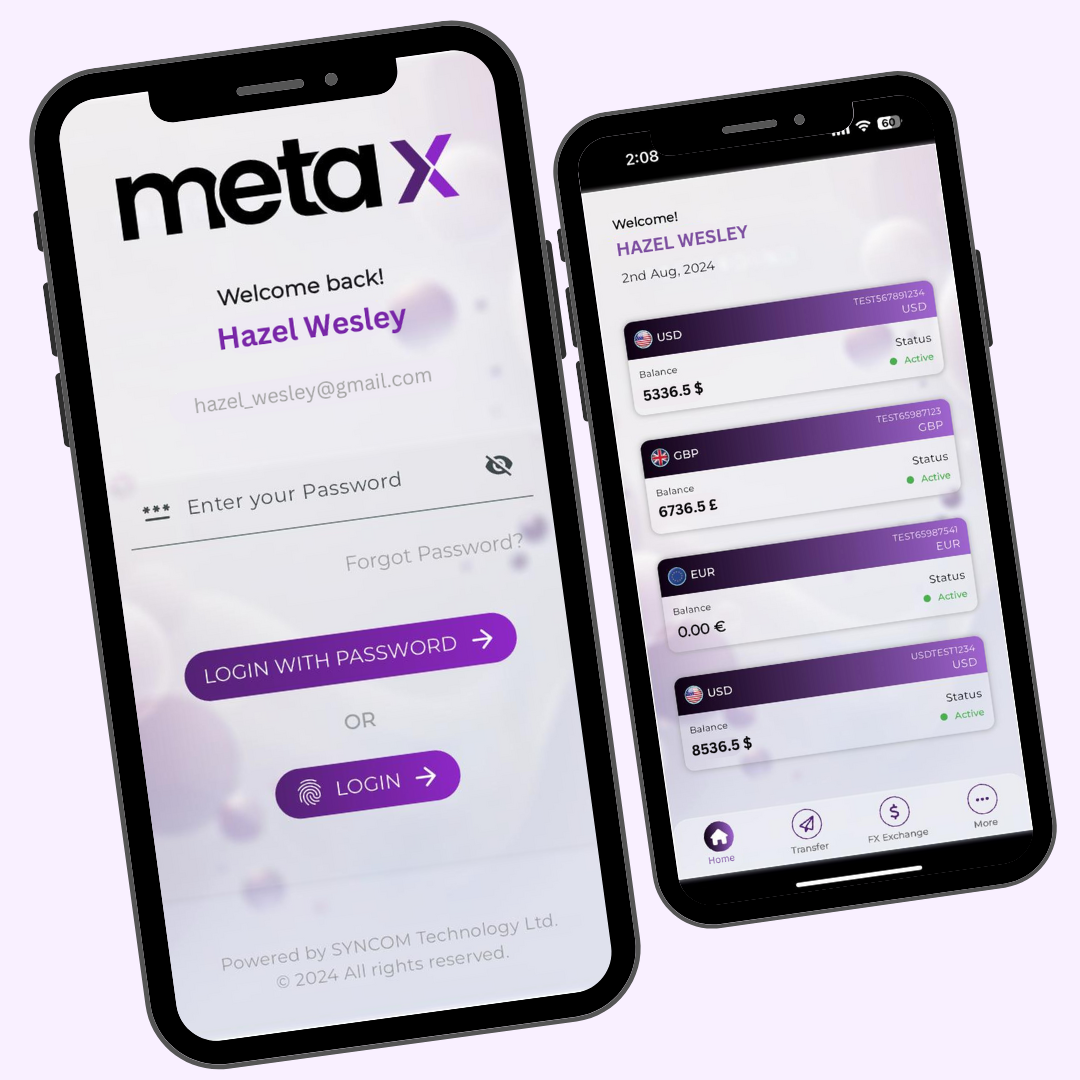 meta X
Welcome back!
Hazel Wesley
hazel_wesley@gmail.com
*** Enter your Password
Forgot Password?
LOGIN WITH PASSWORD
OR
LOGIN
Powered by SYNCOM Technology Ltd.
© 2024 All rights reserved.
2:08
60
Welcome!
HAZEL WESLEY
2nd Aug, 2024
TEST567891234
USD
USD
Balance
Status
5336.5 $
Active
TEST65987123
GBP
GBP
Balance
Status
6736.5 £
Active
TEST65987541
EUR
EUR
Balance
Status
0.00 €
Active
USDTEST1234
USD
USD
Balance
Status
8536.5 $
Active
$
Home
Transfer
FX Exchange
More